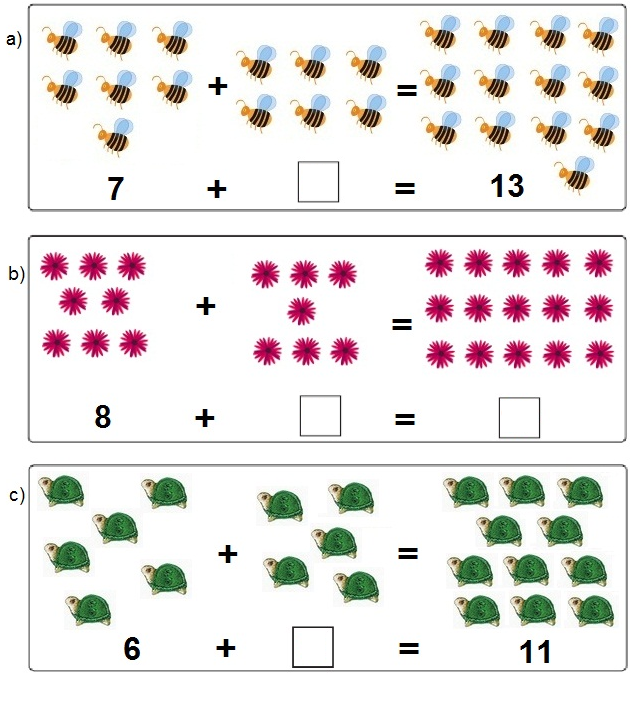 a)
+ =
7 + = 13
b)
+ =
8 + =
c)
+ =
6 + = 11